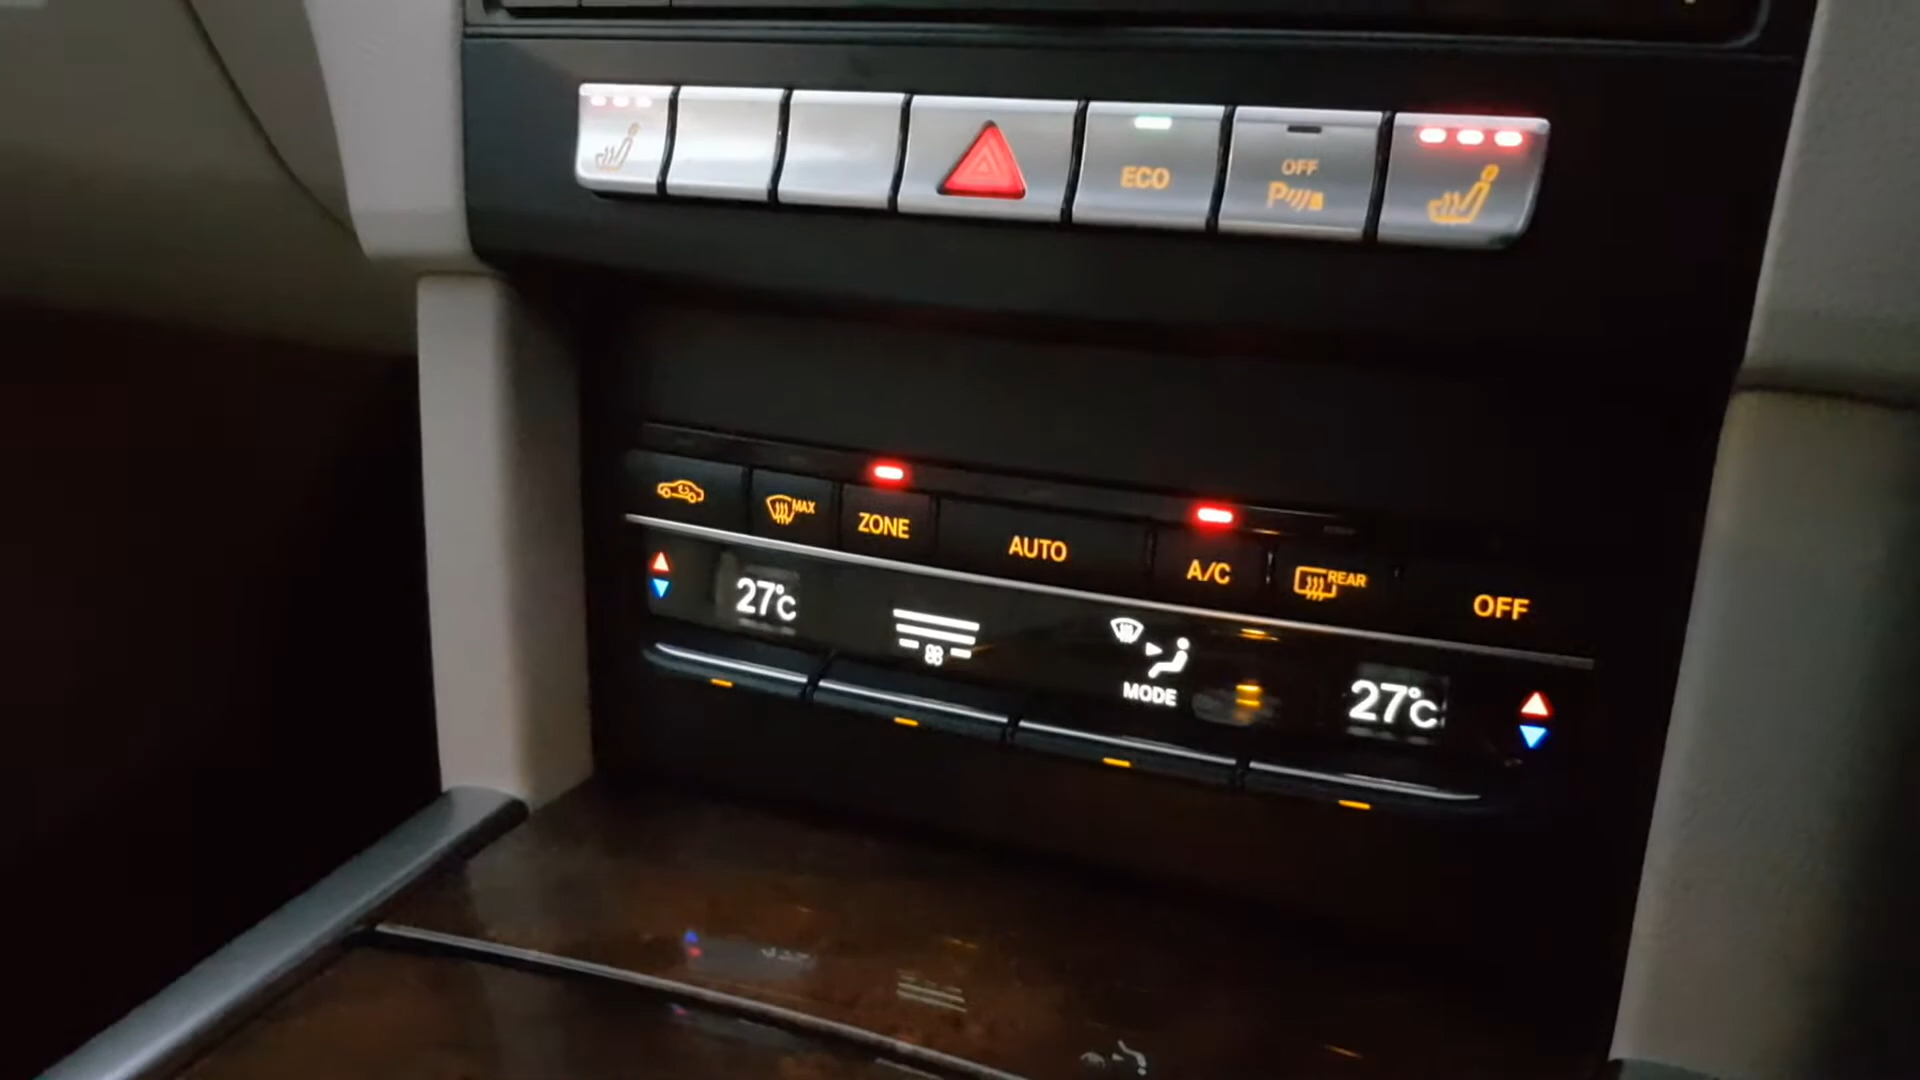 ECO
OFF
P
MAX
ZONE
AUTO
A/C
REAR
OFF
27°C
MODE
27°C